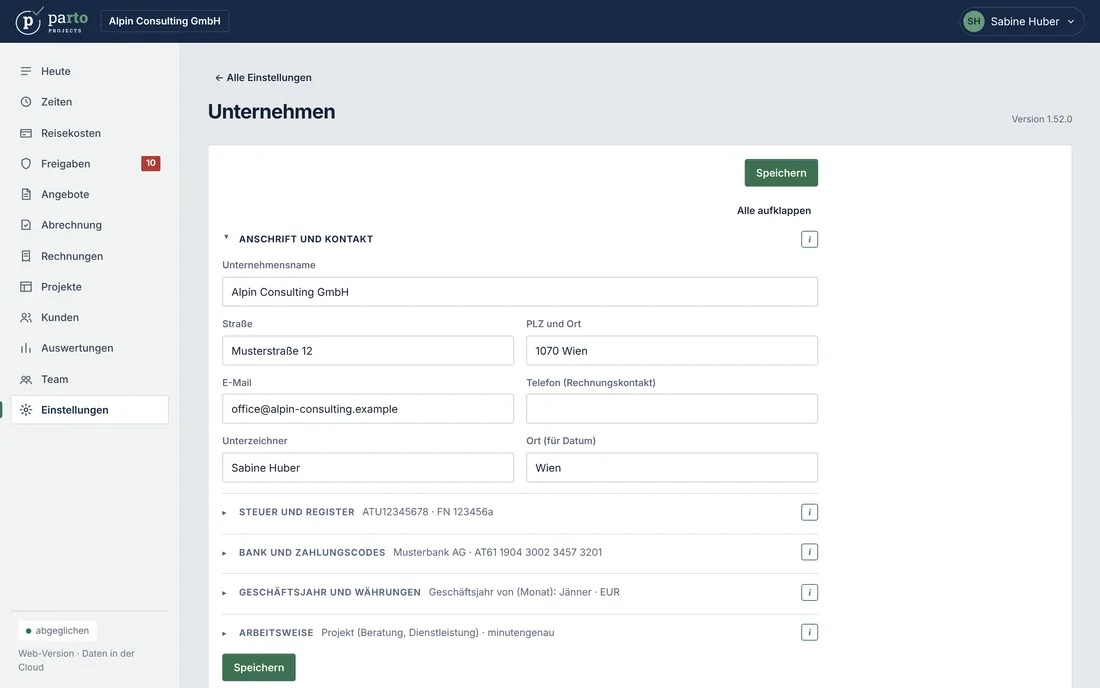 parto
PROJECTS
Alpin Consulting GmbH
SH Sabine Huber
Heute
Zeiten
Reisekosten
Freigaben 10
Angebote
Abrechnung
Rechnungen
Projekte
Kunden
Auswertungen
Team
Einstellungen
abgeglichen
Web-Version · Daten in der
Cloud
← Alle Einstellungen
Unternehmen
Version 1.52.0
Speichern
Alle aufklappen
ANSCHRIFT UND KONTAKT i
Unternehmensname
Alpin Consulting GmbH
Straße PLZ und Ort
Musterstraße 12 1070 Wien
E-Mail Telefon (Rechnungskontakt)
office@alpin-consulting.example
Unterzeichner Ort (für Datum)
Sabine Huber Wien
STEUER UND REGISTER ATU12345678 · FN 123456a i
BANK UND ZAHLUNGSCODES Musterbank AG · AT61 1904 3002 3457 3201 i
GESCHÄFTSJAHR UND WÄHRUNGEN Geschäftsjahr von (Monat): Jänner · EUR i
ARBEITSWEISE Projekt (Beratung, Dienstleistung) · minutengenau i
Speichern